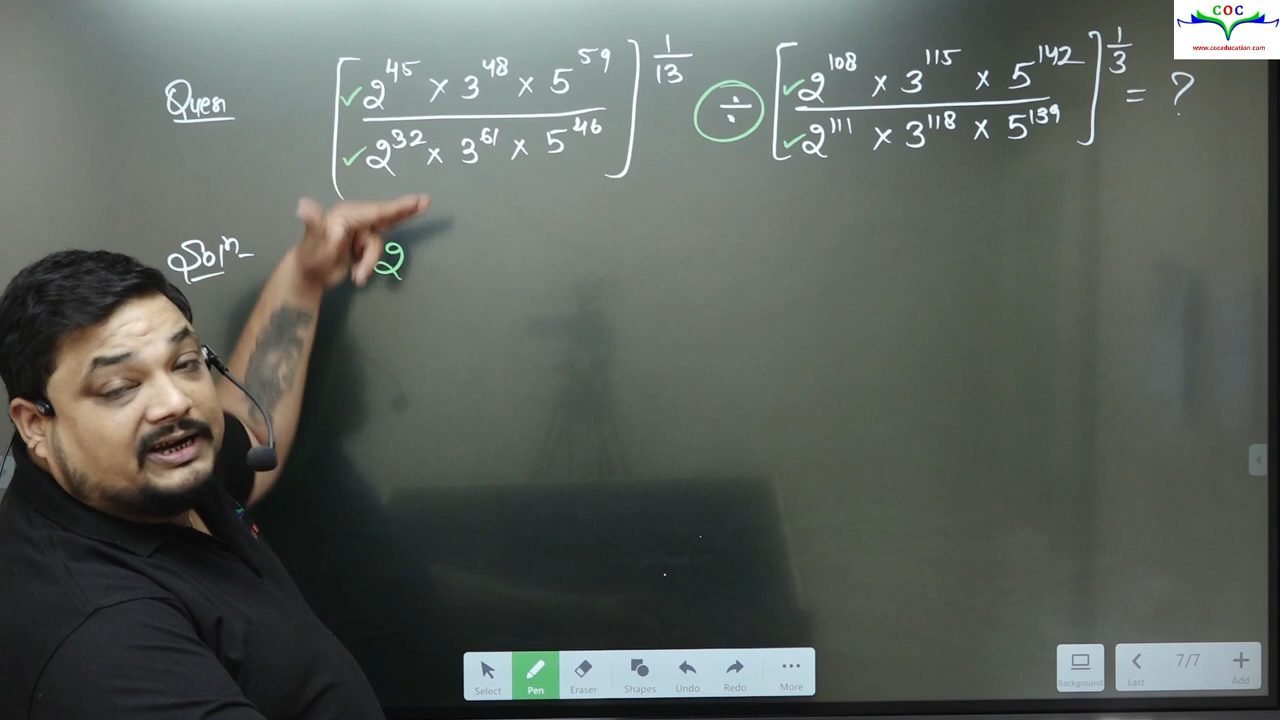 COC
www.coceducation.com
Ques [ 2^45 × 3^48 × 5^59 / 2^32 × 3^61 × 5^46 ]^1/13 ÷ [ 2^108 × 3^115 × 5^142 / 2^111 × 3^118 × 5^139 ]^1/3 = ?
Soln
2
Select Pen Eraser Shapes Undo Redo More
Background
Last 7/7 Add